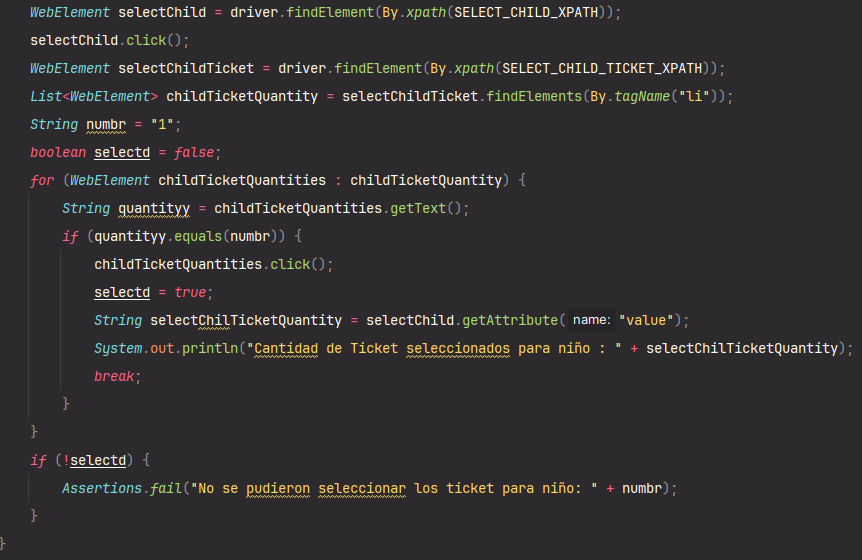 WebElement selectChild = driver.findElement(By.xpath(SELECT_CHILD_XPATH));
selectChild.click();
WebElement selectChildTicket = driver.findElement(By.xpath(SELECT_CHILD_TICKET_XPATH));
List<WebElement> childTicketQuantity = selectChildTicket.findElements(By.tagName("li"));
String numbr = "1";
boolean selectd = false;
for (WebElement childTicketQuantities : childTicketQuantity) {
String quantityy = childTicketQuantities.getText();
if (quantityy.equals(numbr)) {
childTicketQuantities.click();
selectd = true;
String selectChilTicketQuantity = selectChild.getAttribute( name: "value");
System.out.println("Cantidad de Ticket seleccionados para niño : " + selectChilTicketQuantity);
break;
}
}
if (!selectd) {
Assertions.fail("No se pudieron seleccionar los ticket para niño: " + numbr);
}
}